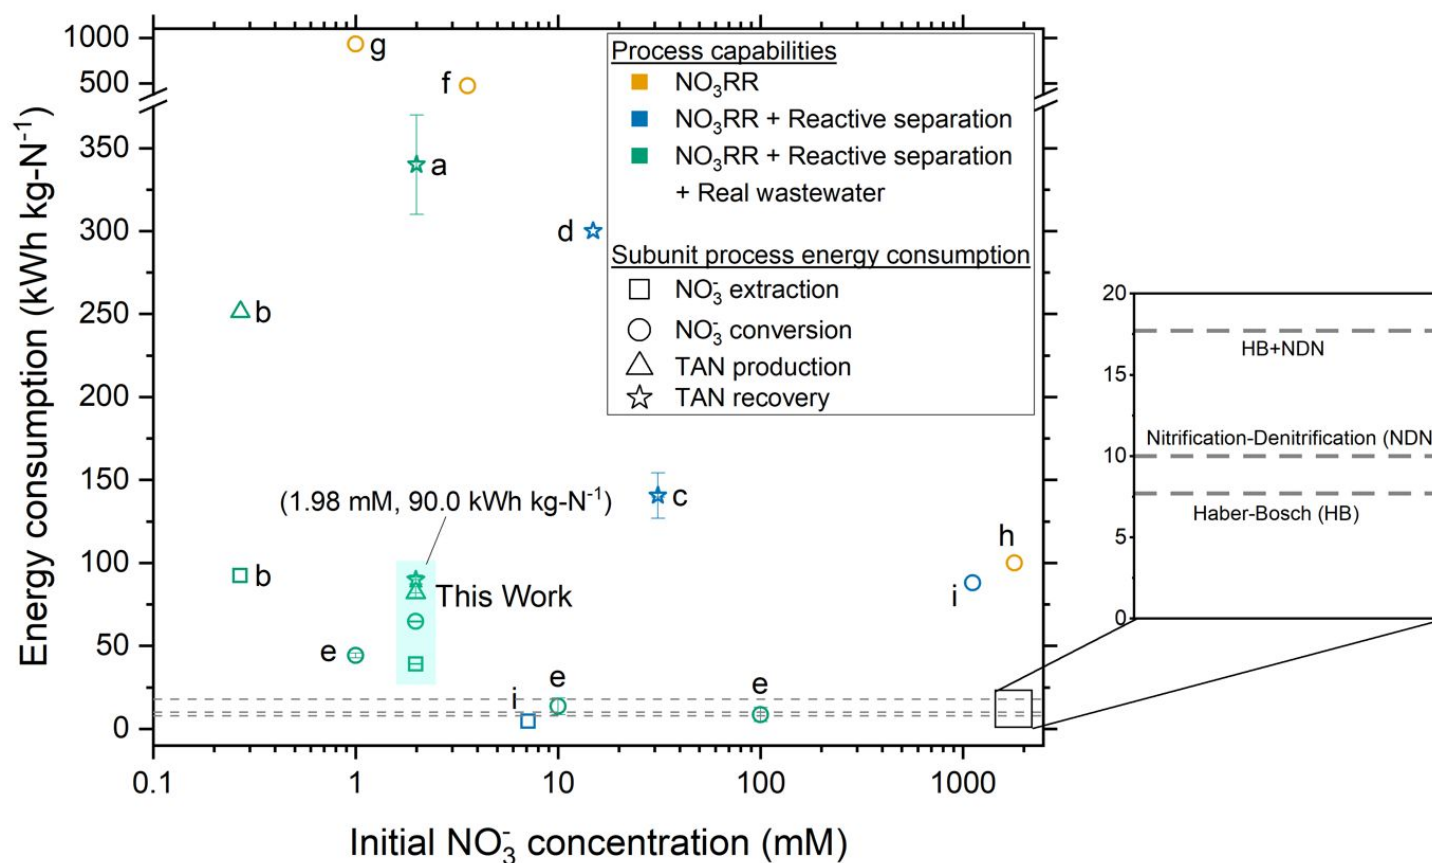 Energy consumption (kWh kg-N⁻¹)
1000
500
350
300
250
200
150
100
50
0
g
f
a
d
b
(1.98 mM, 90.0 kWh kg-N⁻¹)
c
h
b
This Work
i
e
e
e
i
Process capabilities
NO₃RR
NO₃RR + Reactive separation
NO₃RR + Reactive separation
+ Real wastewater
Subunit process energy consumption
NO₃⁻ extraction
NO₃⁻ conversion
TAN production
TAN recovery
20
15
10
5
0
HB+NDN
Nitrification-Denitrification (NDN
Haber-Bosch (HB)
0.1
1
10
100
1000
Initial NO₃⁻ concentration (mM)